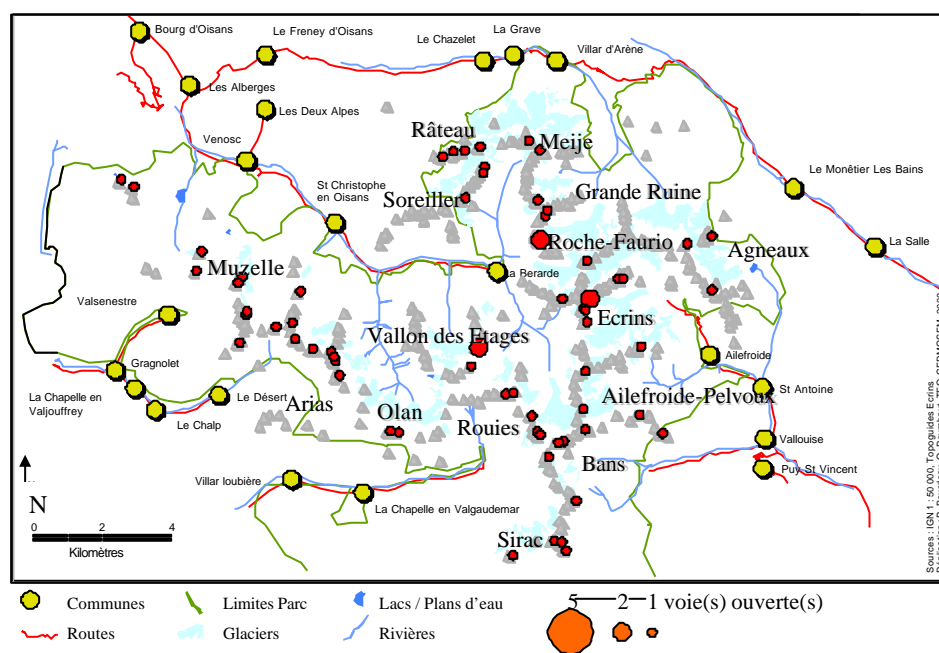 Bourg d'Oisans
Le Freney d'Oisans
Le Chazelet
La Grave
Villar d'Arène
Les Alberges
Les Deux Alpes
Venosc
Râteau
Meije
Le Monêtier Les Bains
St Christophe
en Oisans
Soreiller
Grande Ruine
Roche-Faurio
Agneaux
La Salle
Muzelle
La Berarde
Valsenestre
Ecrins
Vallon des Etages
Gragnolet
Ailefroide
La Chapelle en
Valjouffrey
Le Désert
Arias
Olan
Ailefroide-Pelvoux
St Antoine
Le Chalp
Rouies
Vallouise
Bans
Puy St Vincent
Villar loubière
La Chapelle en Valgaudemar
N
0 2 4
Kilomètres
Sirac
Sources : IGN 1 : 50 000, Topoguides Ecrins
Communes
Limites Parc
Lacs / Plans d'eau
5 2 1 voie(s) ouverte(s)
Routes
Glaciers
Rivières